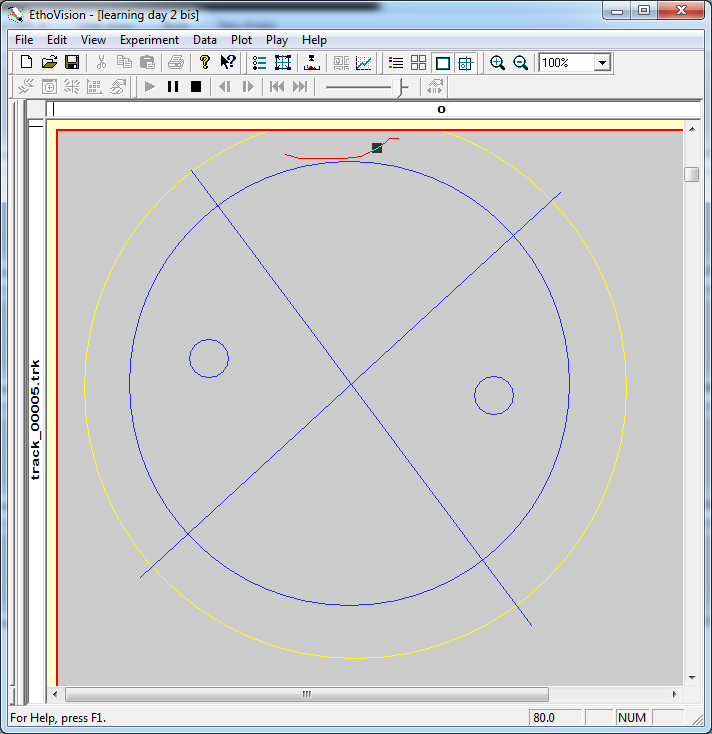 EthoVision - [learning day 2 bis]
File Edit View Experiment Data Plot Play Help
100%
0
track_00005.trk
For Help, press F1. 80.0 NUM